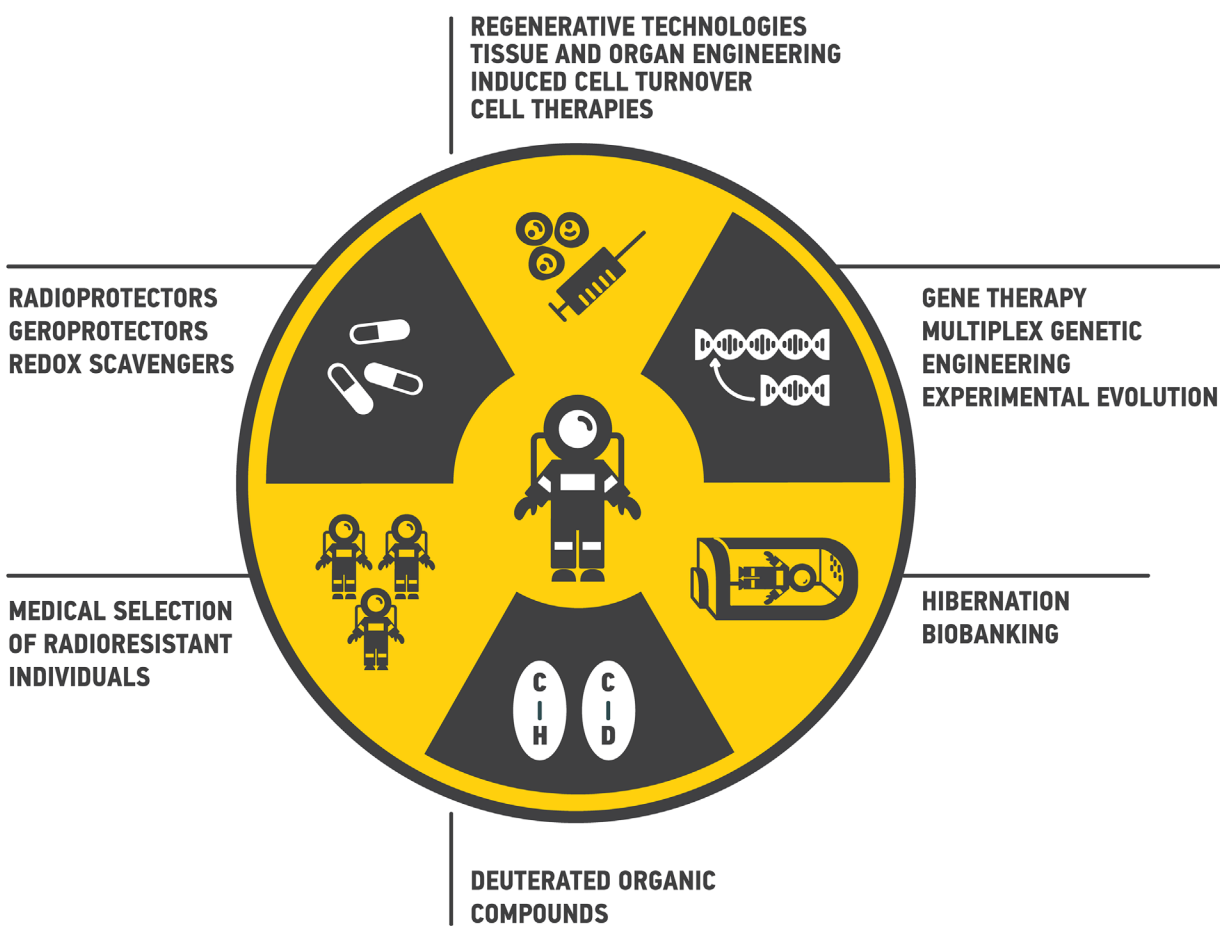 REGENERATIVE TECHNOLOGIES
TISSUE AND ORGAN ENGINEERING
INDUCED CELL TURNOVER
CELL THERAPIES
RADIOPROTECTORS
GEROPROTECTORS
REDOX SCAVENGERS
GENE THERAPY
MULTIPLEX GENETIC
ENGINEERING
EXPERIMENTAL EVOLUTION
MEDICAL SELECTION
OF RADIORESISTANT
INDIVIDUALS
HIBERNATION
BIOBANKING
C C
H D
DEUTERATED ORGANIC
COMPOUNDS